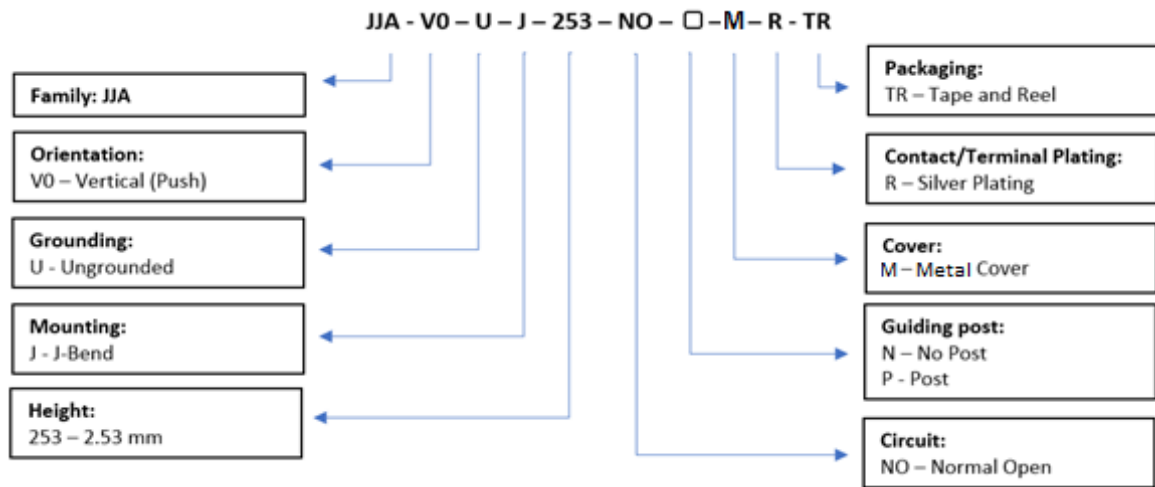 JJA - V0 – U – J – 253 – NO – ☐ – M – R - TR
Family: JJA
Orientation:
V0 – Vertical (Push)
Grounding:
U - Ungrounded
Mounting:
J - J-Bend
Height:
253 – 2.53 mm
Packaging:
TR – Tape and Reel
Contact/Terminal Plating:
R – Silver Plating
Cover:
M – Metal Cover
Guiding post:
N – No Post
P - Post
Circuit:
NO – Normal Open